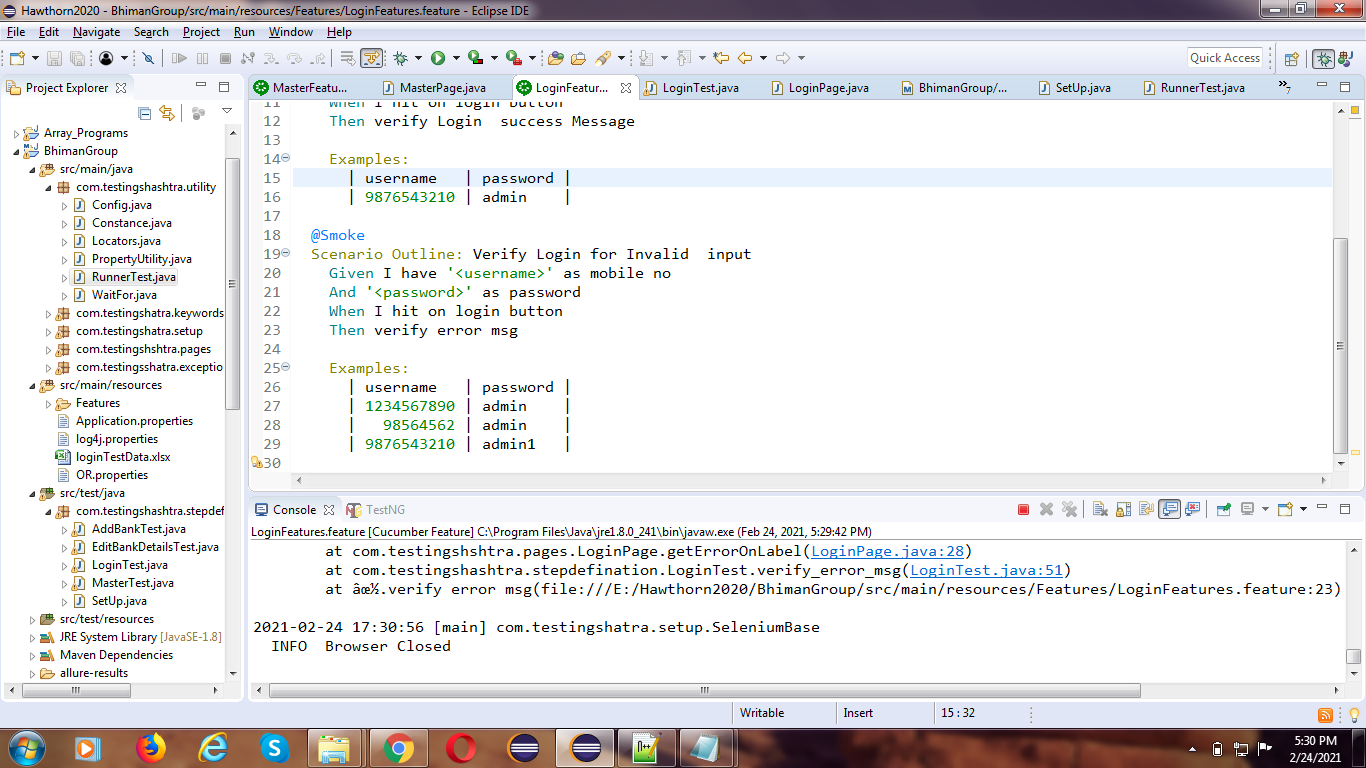 Hawthorn2020 - BhimanGroup/src/main/resources/Features/LoginFeatures.feature - Eclipse IDE
File Edit Navigate Search Project Run Window Help
Quick Access
Project Explorer
Array_Programs
BhimanGroup
src/main/java
com.testingshashtra.utility
Config.java
Constance.java
Locators.java
PropertyUtility.java
RunnerTest.java
WaitFor.java
com.testingshatra.keywords
com.testingshatra.setup
com.testingshshtra.pages
com.testingsshatra.exceptio
src/main/resources
Features
Application.properties
log4j.properties
loginTestData.xlsx
OR.properties
src/test/java
com.testingshashtra.stepdef
AddBankTest.java
EditBankDetailsTest.java
LoginTest.java
MasterTest.java
SetUp.java
src/test/resources
JRE System Library [JavaSE-1.8]
Maven Dependencies
allure-results
MasterFeatu... MasterPage.java LoginFeatur... LoginTest.java LoginPage.java BhimanGroup/... SetUp.java RunnerTest.java »7
11 When I hit on login button
12 Then verify Login  success Message
13
14 Examples:
15 | username   | password |
16 | 9876543210 | admin    |
17
18 @Smoke
19 Scenario Outline: Verify Login for Invalid  input
20 Given I have '<username>' as mobile no
21 And '<password>' as password
22 When I hit on login button
23 Then verify error msg
24
25 Examples:
26 | username   | password |
27 | 1234567890 | admin    |
28 |   98564562 | admin    |
29 | 9876543210 | admin1   |
30
Console TestNG
LoginFeatures.feature [Cucumber Feature] C:\Program Files\Java\jre1.8.0_241\bin\javaw.exe (Feb 24, 2021, 5:29:42 PM)
at com.testingshshtra.pages.LoginPage.getErrorOnLabel(LoginPage.java:28)
at com.testingshashtra.stepdefination.LoginTest.verify_error_msg(LoginTest.java:51)
at âœ½.verify error msg(file:///E:/Hawthorn2020/BhimanGroup/src/main/resources/Features/LoginFeatures.feature:23)
2021-02-24 17:30:56 [main] com.testingshatra.setup.SeleniumBase
INFO  Browser Closed
Writable Insert 15 : 32
5:30 PM
2/24/2021